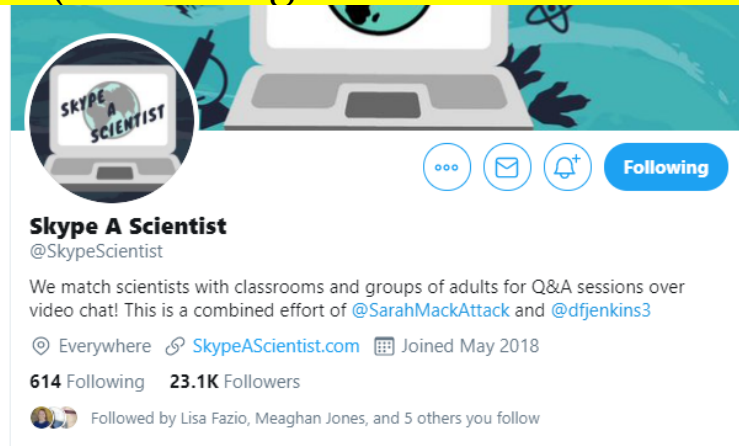 SKYPE
A
SCIENTIST
Following
Skype A Scientist
@SkypeScientist
We match scientists with classrooms and groups of adults for Q&A sessions over
video chat! This is a combined effort of @SarahMackAttack and @dfjenkins3
Everywhere SkypeAScientist.com Joined May 2018
614 Following 23.1K Followers
Followed by Lisa Fazio, Meaghan Jones, and 5 others you follow